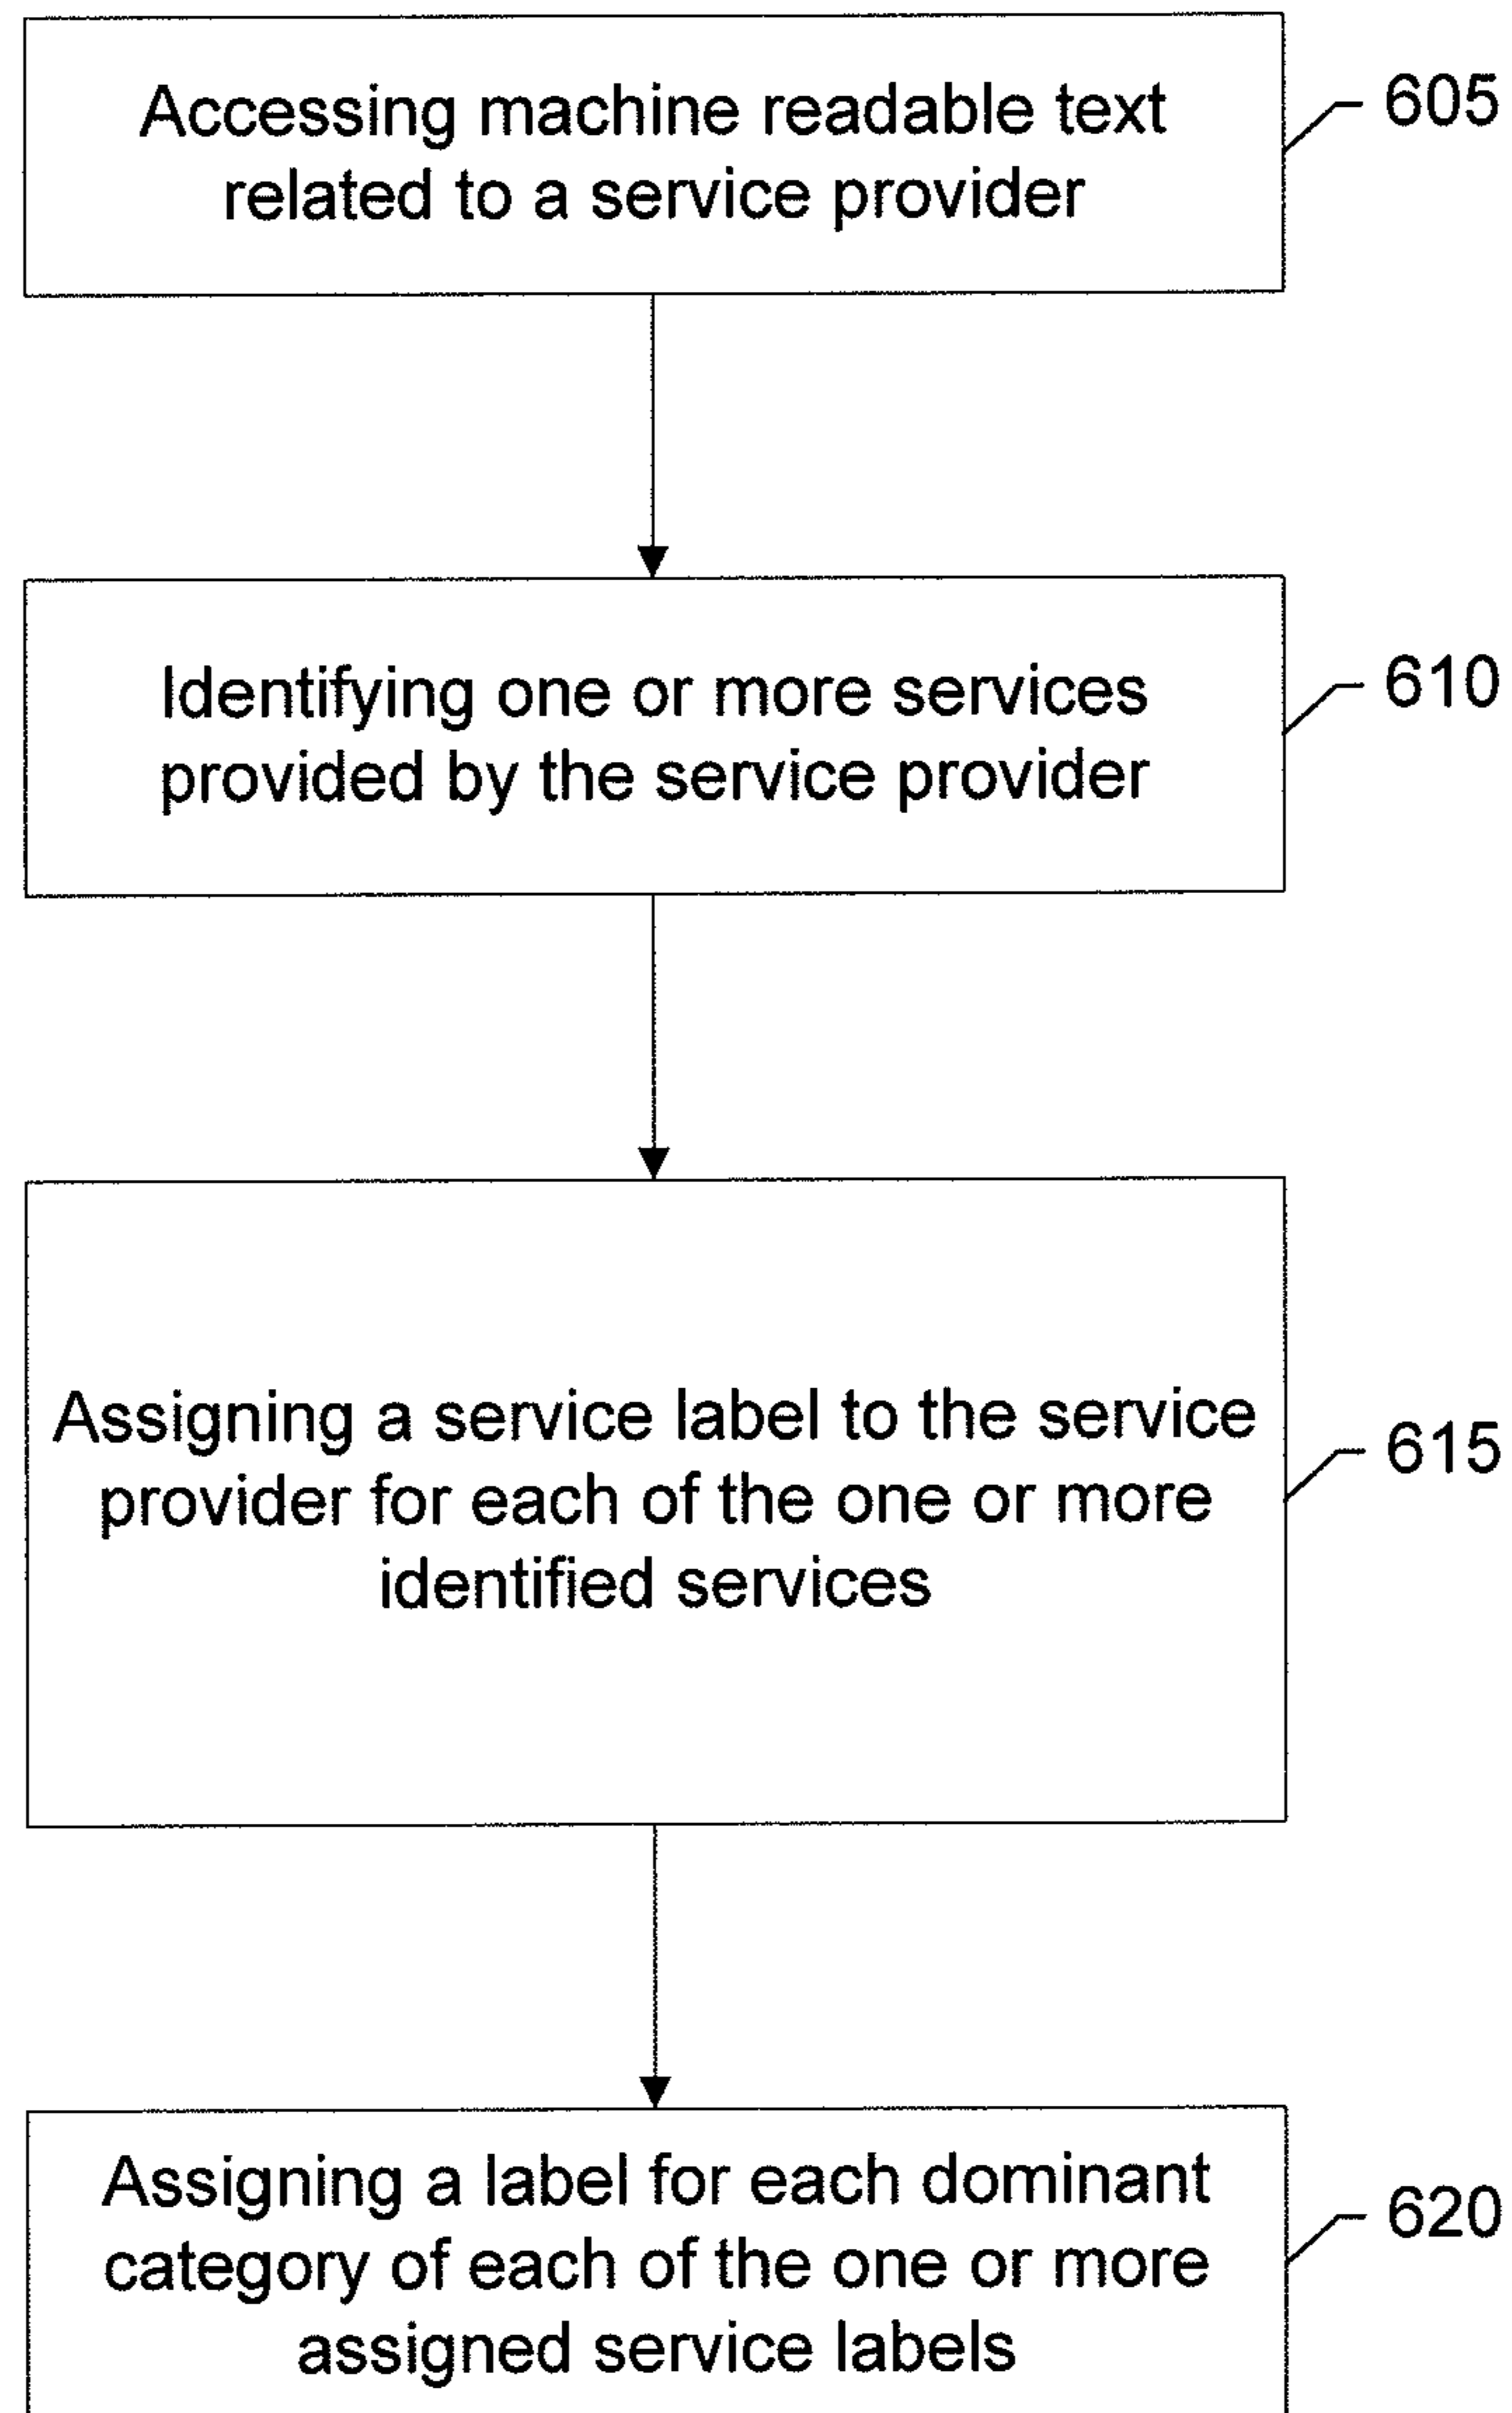 Accessing machine readable text
related to a service provider
605
Identifying one or more services
provided by the service provider
610
Assigning a service label to the service
provider for each of the one or more
identified services
615
Assigning a label for each dominant
category of each of the one or more
assigned service labels
620